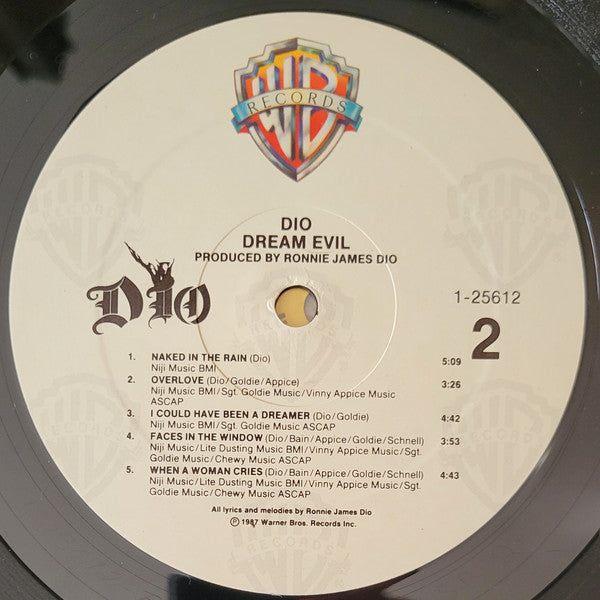 WB
RECORDS
DIO
DREAM EVIL
PRODUCED BY RONNIE JAMES DIO
DIO
1-25612
2
1. NAKED IN THE RAIN (Dio) 5:09
Niji Music BMI
2. OVERLOVE (Dio/Goldie/Appice) 3:26
Niji Music BMI/Sgt. Goldie Music/Vinny Appice Music
ASCAP
3. I COULD HAVE BEEN A DREAMER (Dio/Goldie) 4:42
Niji Music BMI/Sgt. Goldie Music ASCAP
4. FACES IN THE WINDOW (Dio/Bain/Appice/Goldie/Schnell) 3:53
Niji Music/Lite Dusting Music BMI/Vinny Appice Music/Sgt.
Goldie Music/Chewy Music ASCAP
5. WHEN A WOMAN CRIES (Dio/Bain/Appice/Goldie/Schnell) 4:43
Niji Music/Lite Dusting Music BMI/Vinny Appice Music/Sgt.
Goldie Music/Chewy Music ASCAP
All lyrics and melodies by Ronnie James Dio
Ⓟ 1987 Warner Bros. Records Inc.